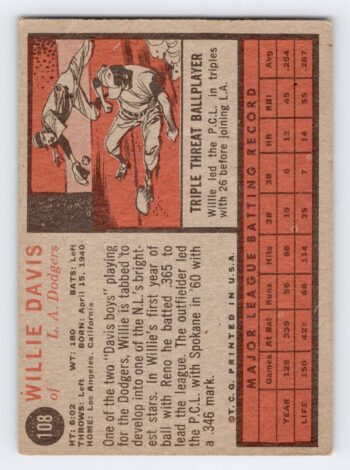 108
WILLIE DAVIS
of L. A. Dodgers
HT: 6:02 WT: 180 BATS: Left
THROWS: Left BORN: April 15, 1940
HOME: Los Angeles, California
One of the two "Davis boys" playing
for the Dodgers, Willie is tabbed to
develop into one of the N.L.'s bright-
est stars. In Willie's first year of
ball with Reno he batted .365 to
lead the league. The outfielder led
the P.C.L. with Spokane in '60 with
a .346 mark.
TRIPLE THREAT BALLPLAYER
Willie led the P.C.L. in triples
with 26 before joining L.A.
© T.C.G. PRINTED IN U.S.A.
MAJOR LEAGUE BATTING RECORD
Games At Bat Runs Hits 2B 3B HR RBI Avg.
YEAR 128 339 56 86 19 6 12 45 .254
LIFE 150 427 68 114 25 7 14 55 .267